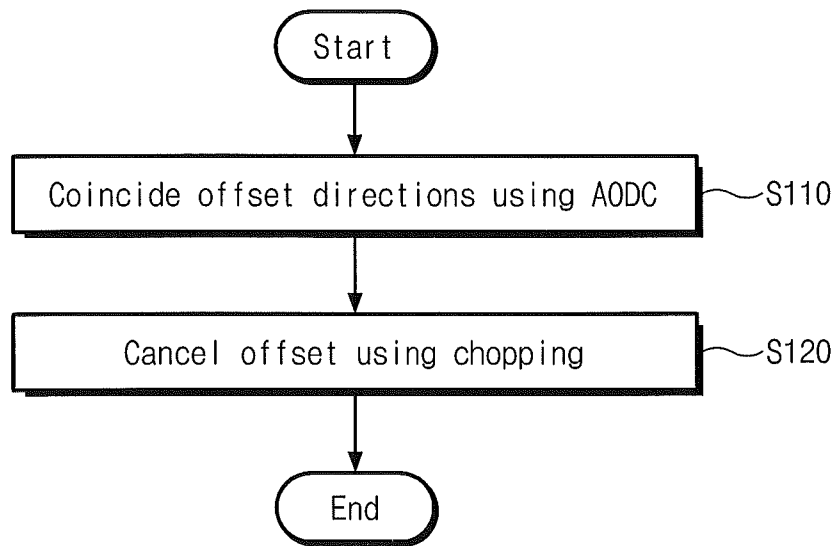 Start
Coincide offset directions using AODC
S110
Cancel offset using chopping
S120
End